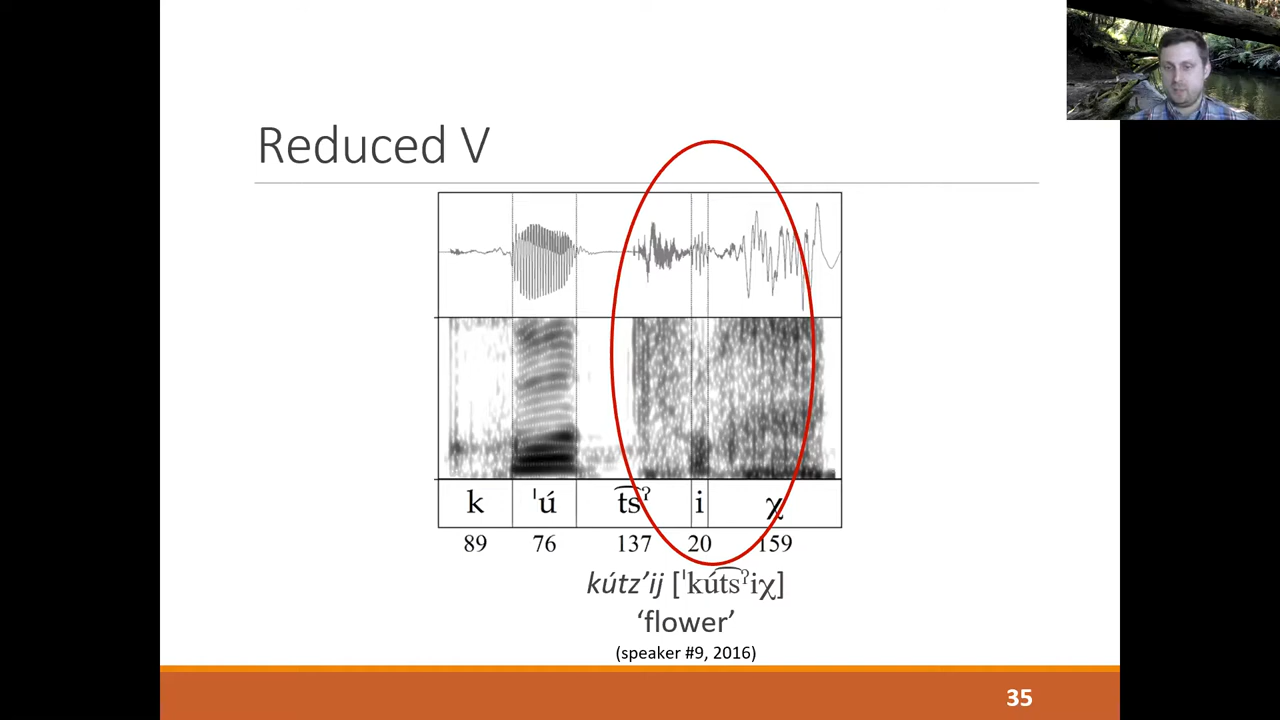 Reduced V
k ˈú t͡sˀ i χ
89 76 137 20 159
kútz’ij [ˈkút͡sˀiχ]
‘flower’
(speaker #9, 2016)
35